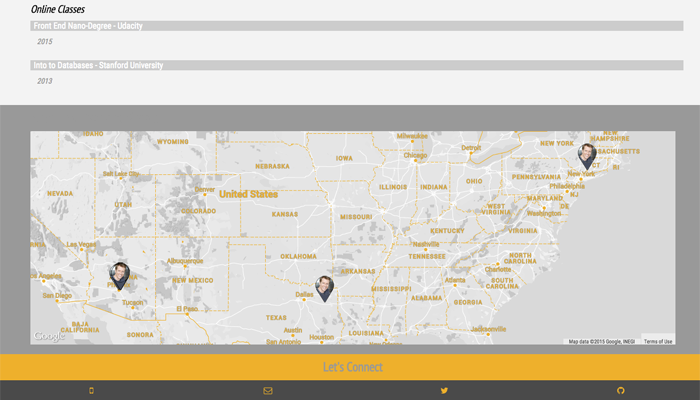 Online Classes
Front End Nano-Degree - Udacity
2015
Into to Databases - Stanford University
2013
IDAHO
WYOMING
Milwaukee
Detroit
NEW YORK
NEW
HAMPSHIRE
IOWA
Chicago
NEBRASKA
Salt Lake City
ILLINOIS
INDIANA
OHIO
PENNSYLVANIA
New York
CT
RI
Philadelphia
NEVADA
Denver
United States
MARYLAND
NJ
DE
UTAH
COLORADO
KANSAS
MISSOURI
WEST
VIRGINIA
Washington
KENTUCKY
VIRGINIA
Las Vegas
Nashville
Albuquerque
OKLAHOMA
TENNESSEE
NORTH
CAROLINA
Charlotte
ARKANSAS
NEW MEXICO
Dallas
MISSISSIPPI
Atlanta
SOUTH
CAROLINA
San Diego
Tucson
ALABAMA
GEORGIA
El Paso
TEXAS
BAJA
CALIFORNIA
SONORA
Austin
Houston
San Antonio
LOUISIANA
Jacksonville
Google
Map data ©2015 Google, INEGI
Terms of Use
Let's Connect